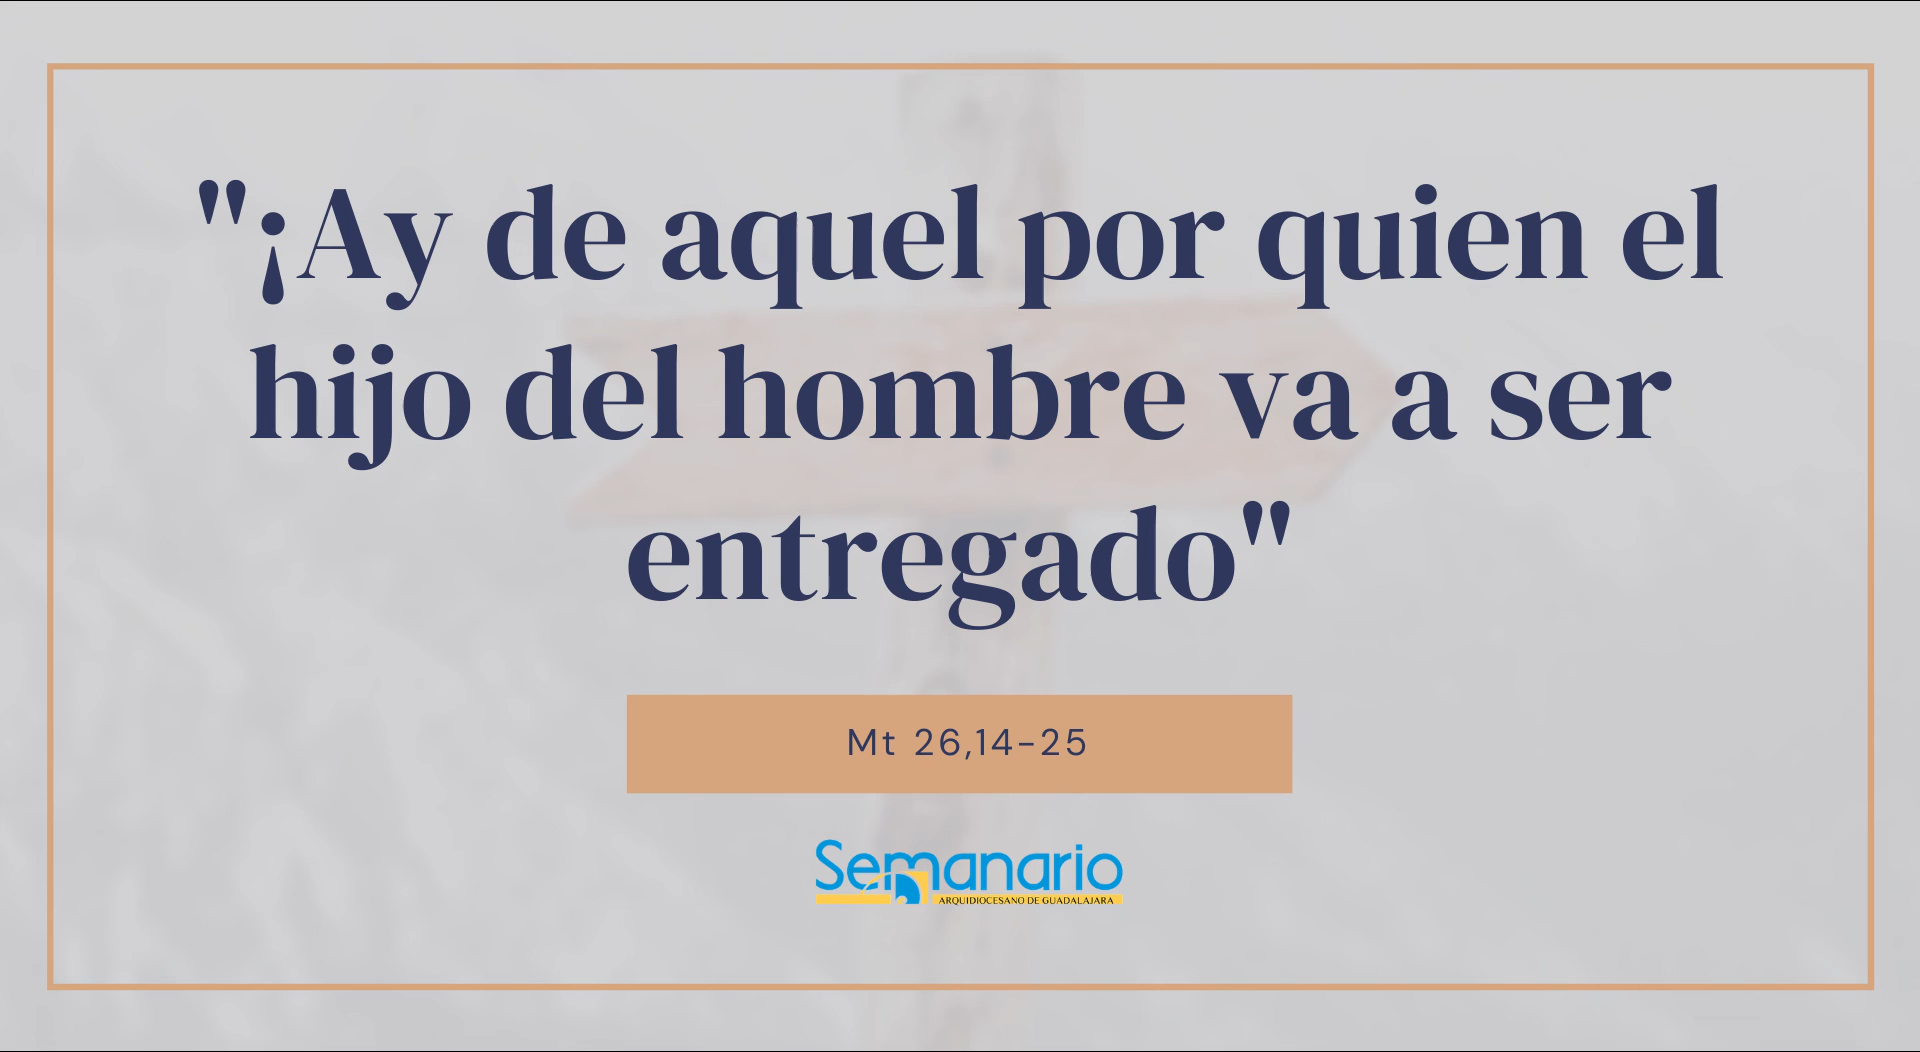 "¡Ay de aquel por quien el
hijo del hombre va a ser
entregado"
Mt 26,14-25
Semanario
ARQUIDIOCESANO DE GUADALAJARA